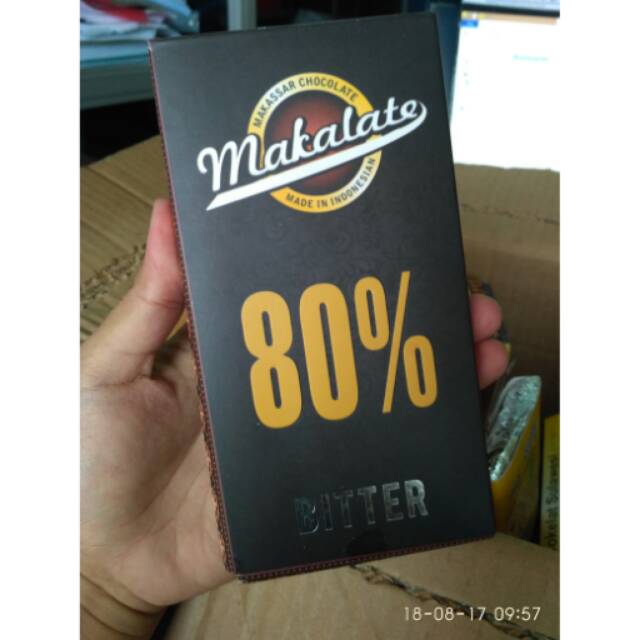 MAKASSAR CHOCOLATE
makalate
MADE IN INDONESIAN
80%
BITTER
18-08-17 09:57